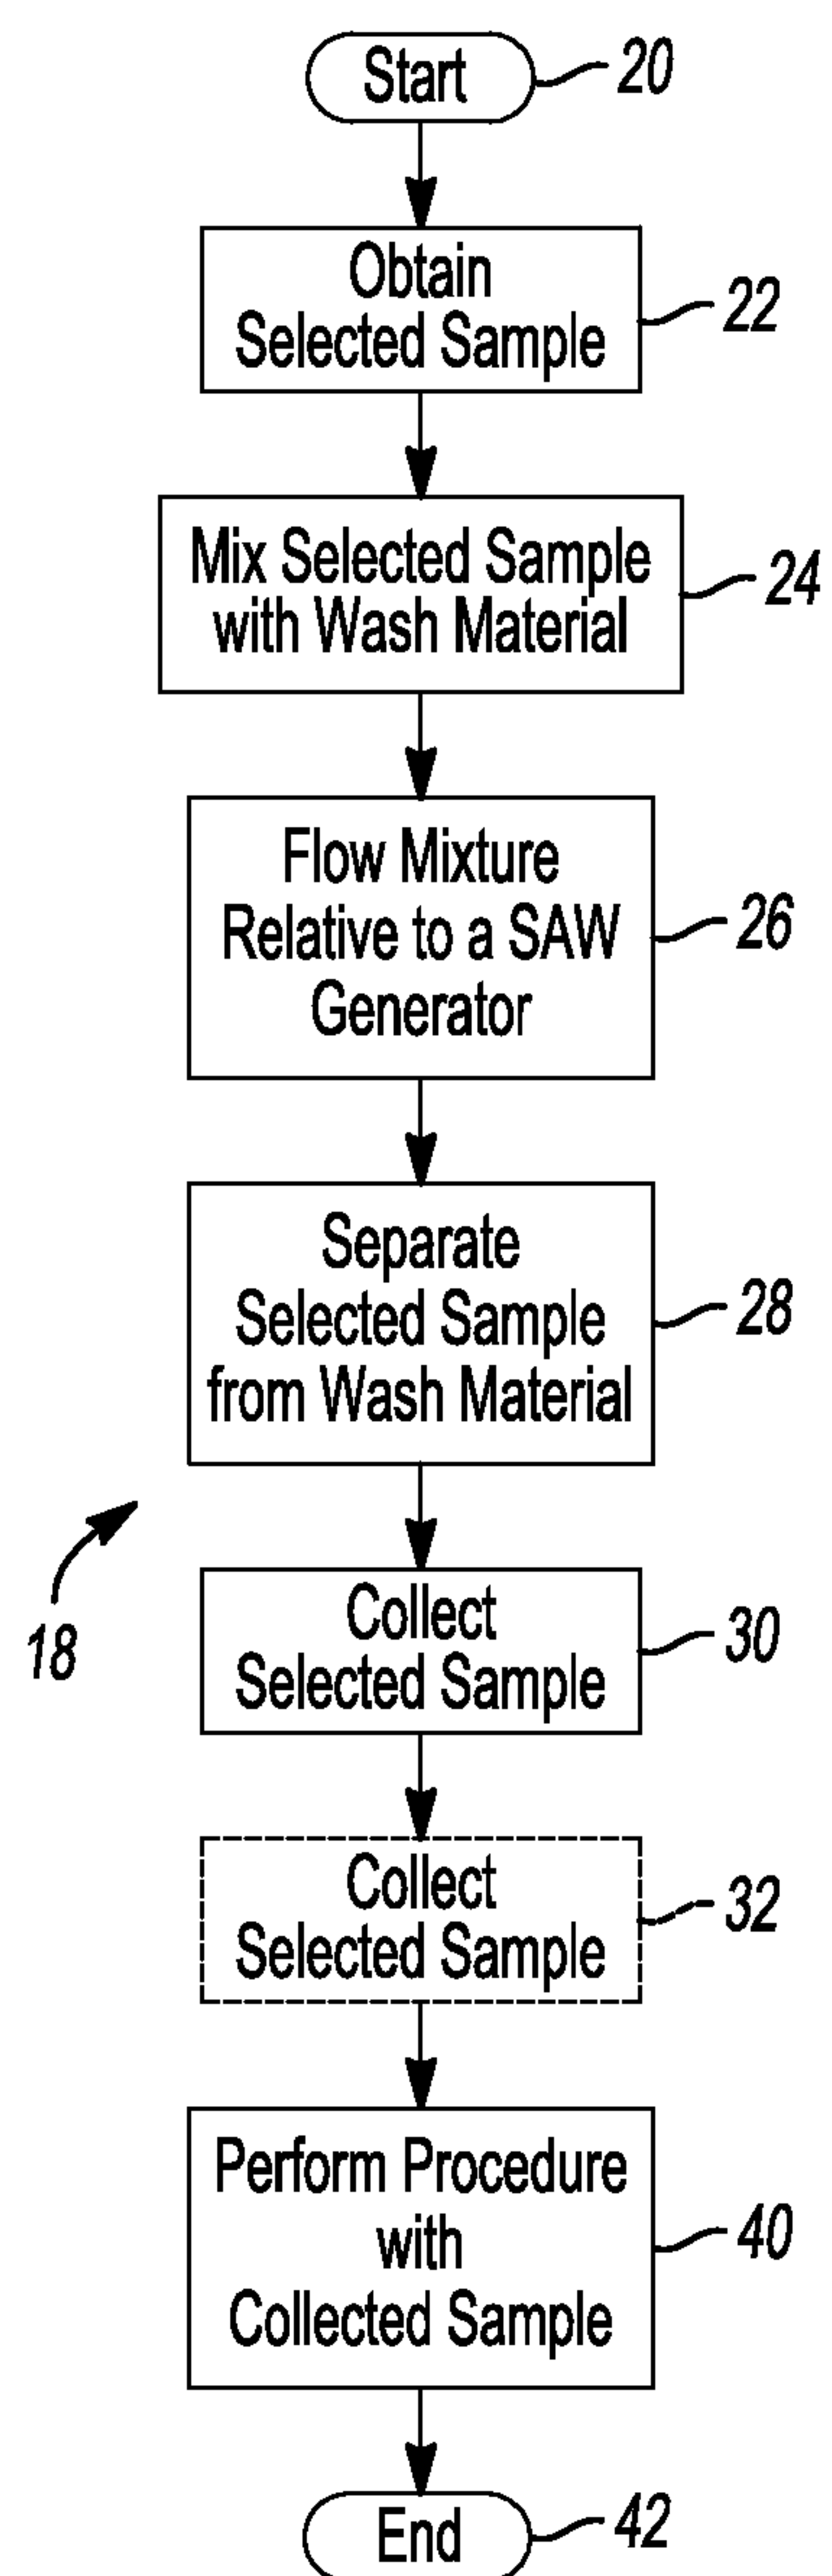 Start
20
Obtain
Selected Sample
22
Mix Selected Sample
with Wash Material
24
Flow Mixture
Relative to a SAW
Generator
26
Separate
Selected Sample
from Wash Material
28
18
Collect
Selected Sample
30
Collect
Selected Sample
32
Perform Procedure
with
Collected Sample
40
End
42